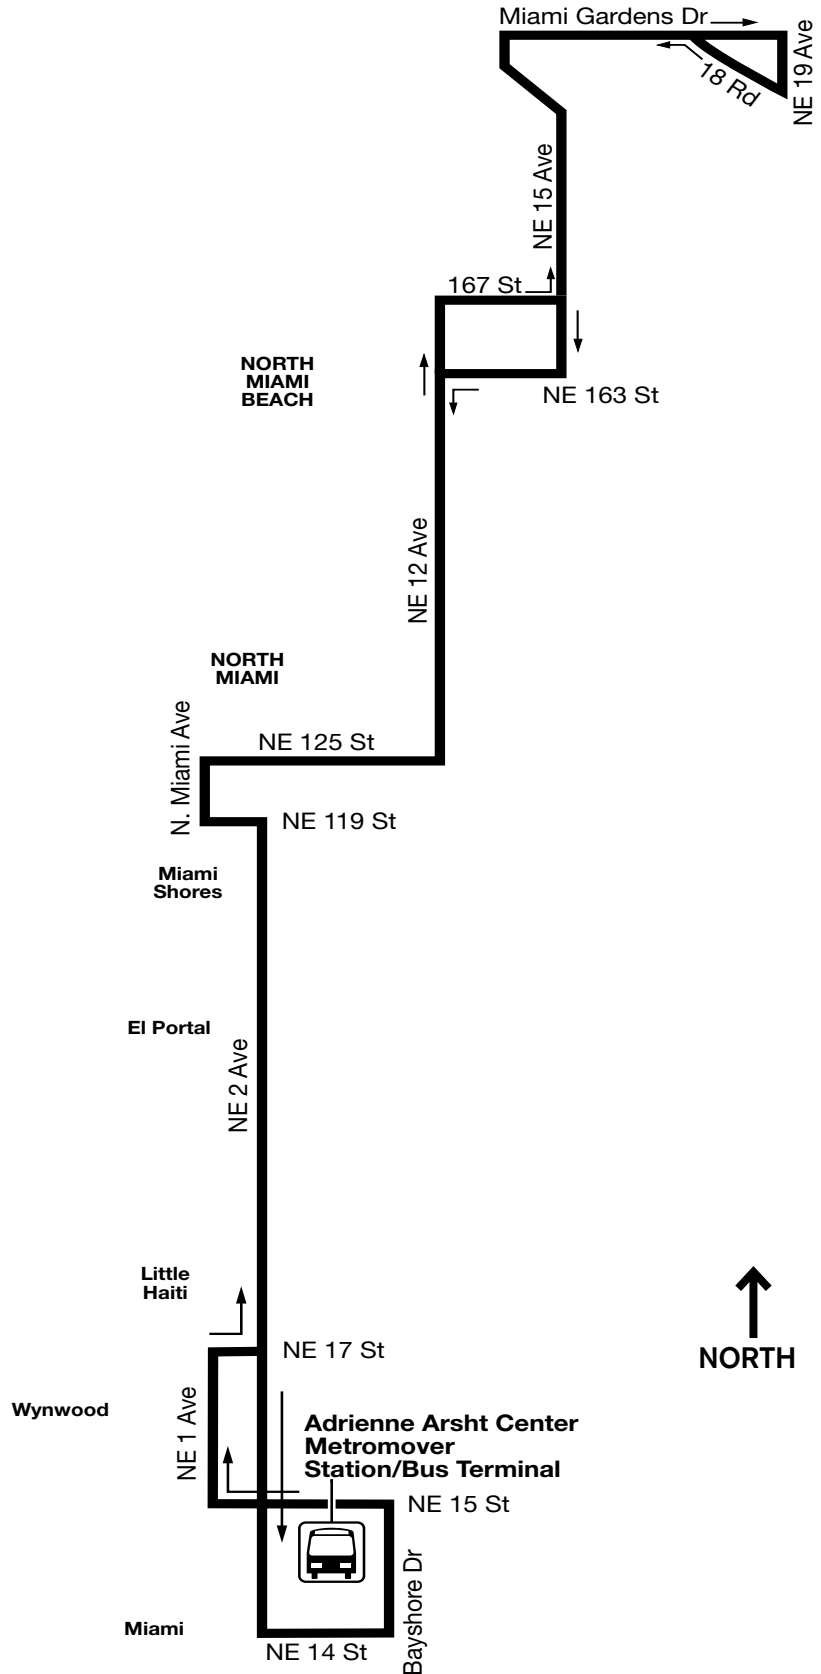 Miami Gardens Dr
18 Rd
NE 19 Ave
NE 15 Ave
167 St
NORTH
MIAMI
BEACH
NE 163 St
NE 12 Ave
NORTH
MIAMI
N. Miami Ave
NE 125 St
NE 119 St
Miami
Shores
El Portal
NE 2 Ave
Little
Haiti
NORTH
NE 17 St
Wynwood
NE 1 Ave
Adrienne Arsht Center
Metromover
Station/Bus Terminal
NE 15 St
Bayshore Dr
Miami
NE 14 St